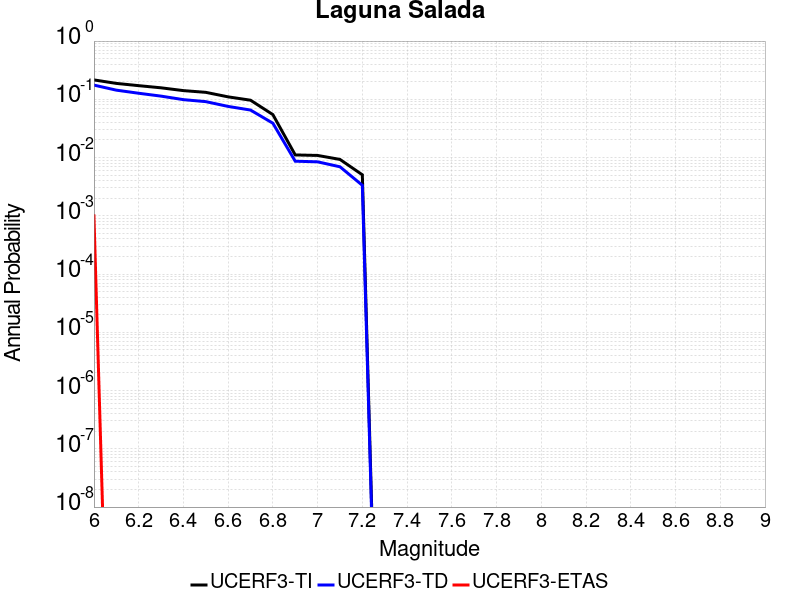 Laguna Salada
10^0
10^-1
10^-2
10^-3
10^-4
10^-5
10^-6
10^-7
10^-8
Annual Probability
6 6.2 6.4 6.6 6.8 7 7.2 7.4 7.6 7.8 8 8.2 8.4 8.6 8.8 9
Magnitude
UCERF3-TI UCERF3-TD UCERF3-ETAS